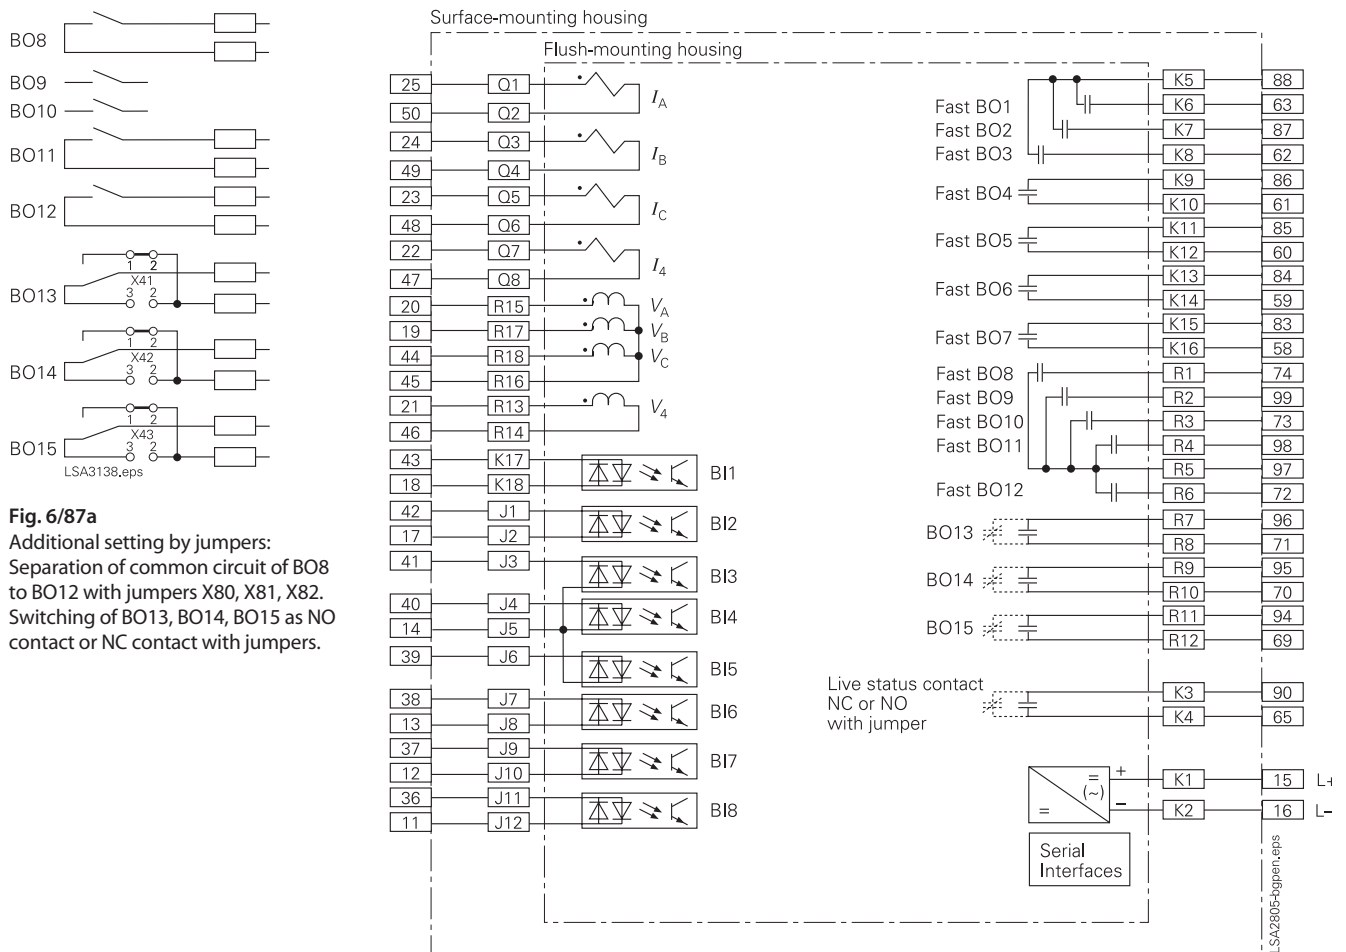 BO8
BO9
BO10
BO11
BO12
1 2
X41
3 2
BO13
1 2
X42
3 2
BO14
1 2
X43
3 2
BO15
LSA3138.eps
Fig. 6/87a
Additional setting by jumpers:
Separation of common circuit of BO8
to BO12 with jumpers X80, X81, X82.
Switching of BO13, BO14, BO15 as NO
contact or NC contact with jumpers.
Surface-mounting housing
Flush-mounting housing
25 Q1
IA
50 Q2
24 Q3
IB
49 Q4
23 Q5
IC
48 Q6
22 Q7
I4
47 Q8
20 R15 VA
19 R17 VB
44 R18 VC
45 R16
21 R13 V4
46 R14
43 K17
BI1
18 K18
42 J1
BI2
17 J2
41 J3
BI3
40 J4
BI4
14 J5
39 J6
BI5
38 J7
BI6
13 J8
37 J9
BI7
12 J10
36 J11
BI8
11 J12
K5 88
Fast BO1 K6 63
Fast BO2 K7 87
Fast BO3 K8 62
K9 86
Fast BO4
K10 61
K11 85
Fast BO5
K12 60
K13 84
Fast BO6
K14 59
K15 83
Fast BO7
K16 58
Fast BO8 R1 74
Fast BO9 R2 99
Fast BO10 R3 73
Fast BO11 R4 98
R5 97
Fast BO12 R6 72
R7 96
BO13
R8 71
R9 95
BO14
R10 70
R11 94
BO15
R12 69
Live status contact
NC or NO
with jumper
K3 90
K4 65
= (~) =
+ K1 15 L+
– K2 16 L–
Serial
Interfaces
LSA2805-bgpen.eps